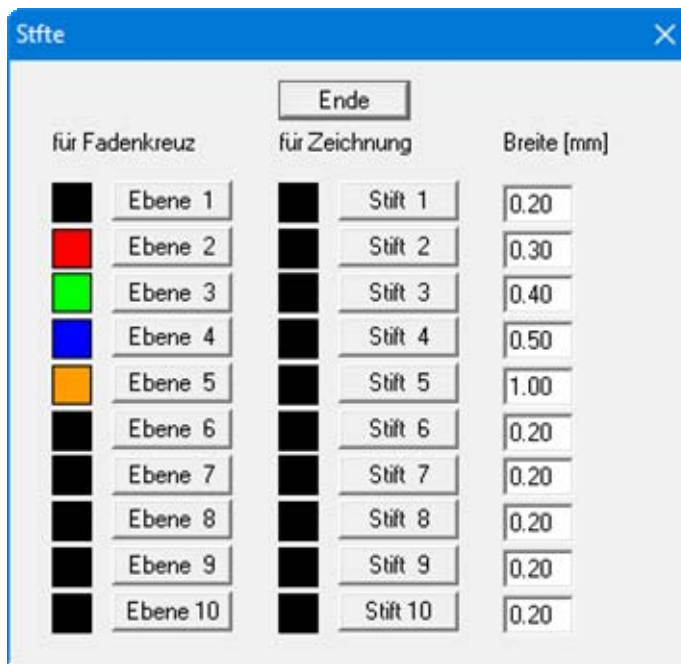 Stfte
Ende
für Fadenkreuz für Zeichnung Breite [mm]
Ebene 1 Stift 1 0.20
Ebene 2 Stift 2 0.30
Ebene 3 Stift 3 0.40
Ebene 4 Stift 4 0.50
Ebene 5 Stift 5 1.00
Ebene 6 Stift 6 0.20
Ebene 7 Stift 7 0.20
Ebene 8 Stift 8 0.20
Ebene 9 Stift 9 0.20
Ebene 10 Stift 10 0.20